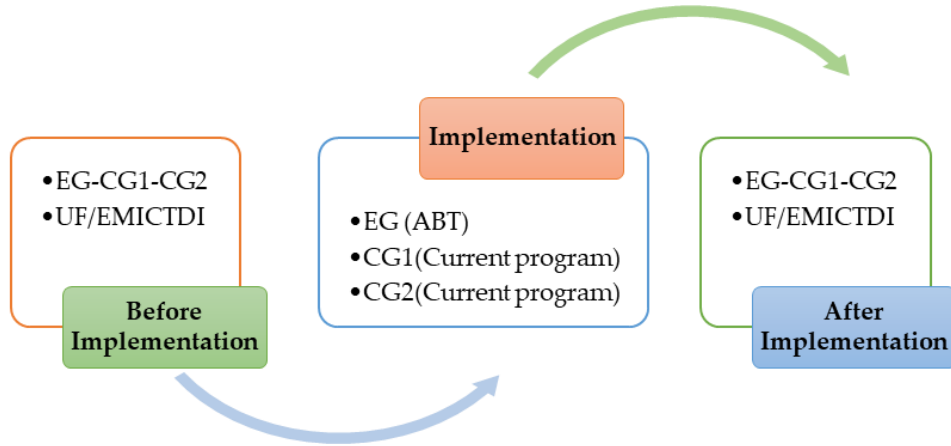 •EG-CG1-CG2
•UF/EMICTDI
Before
Implementation
Implementation
•EG (ABT)
•CG1(Current program)
•CG2(Current program)
•EG-CG1-CG2
•UF/EMICTDI
After
Implementation